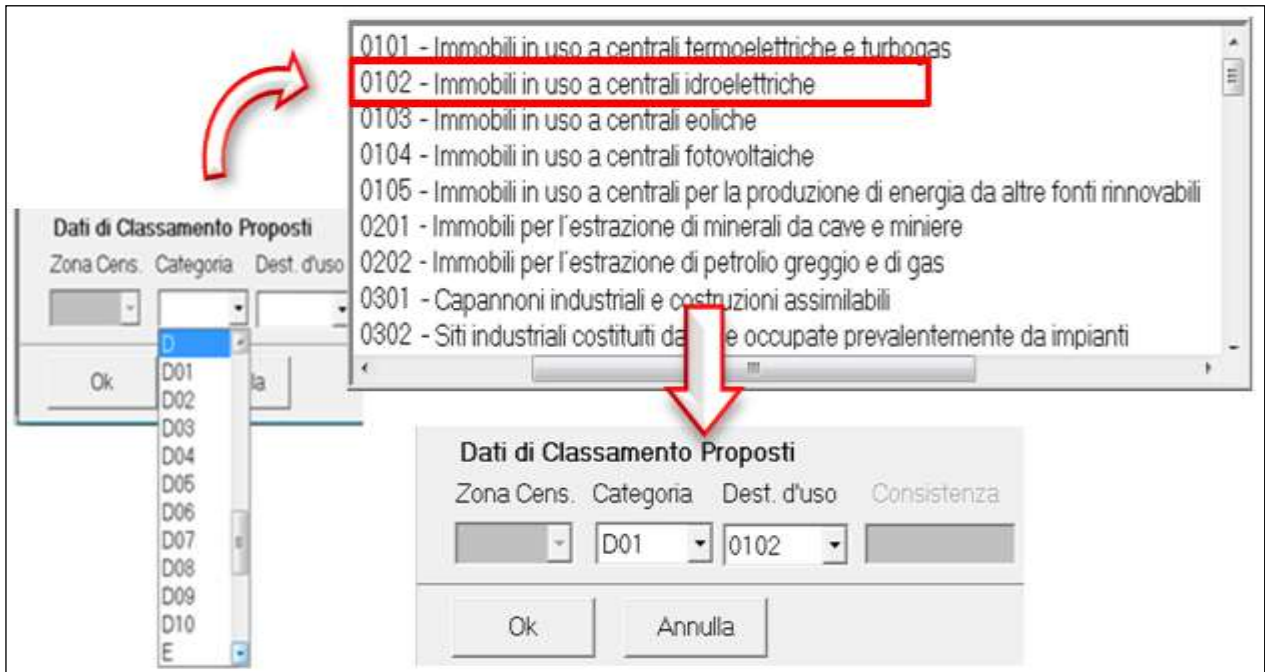 0101 - Immobili in uso a centrali termoelettriche e turbogas
0102 - Immobili in uso a centrali idroelettriche
0103 - Immobili in uso a centrali eoliche
0104 - Immobili in uso a centrali fotovoltaiche
0105 - Immobili in uso a centrali per la produzione di energia da altre fonti rinnovabili
0201 - Immobili per l'estrazione di minerali da cave e miniere
0202 - Immobili per l'estrazione di petrolio greggio e di gas
0301 - Capannoni industriali e costruzioni assimilabili
0302 - Siti industriali costituiti da e occupate prevalentemente da impianti
Dati di Classamento Proposti
Zona Cens. Categoria Dest. d'uso
D
D01
D02
D03
D04
D05
D06
D07
D08
D09
D10
E
Ok la
Dati di Classamento Proposti
Zona Cens. Categoria Dest. d'uso Consistenza
D01 0102
Ok Annulla